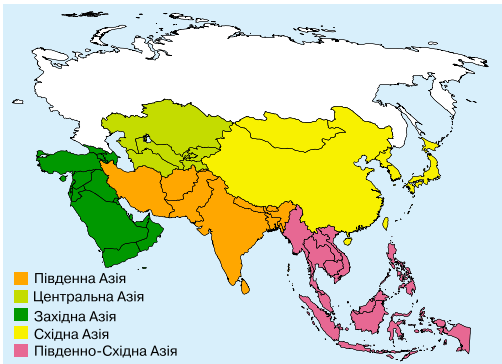 Південна Азія
Центральна Азія
Західна Азія
Східна Азія
Південно-Східна Азія